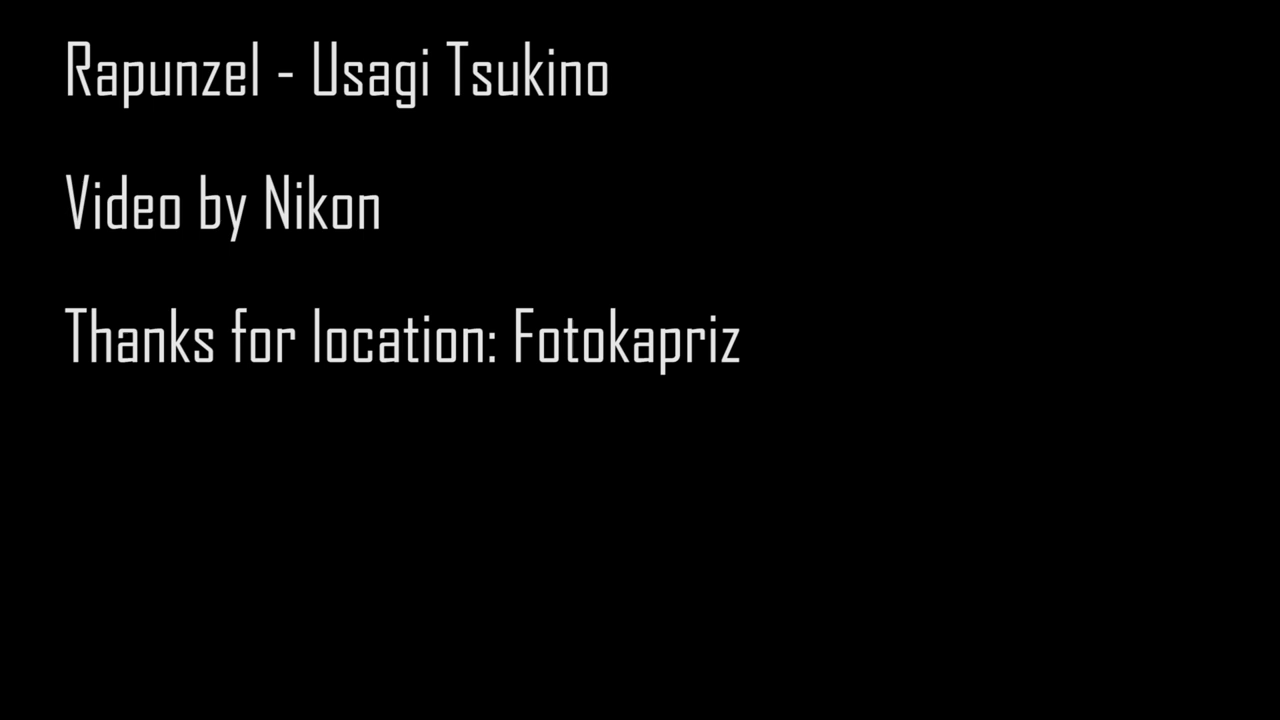 Rapunzel - Usagi Tsukino
Video by Nikon
Thanks for location: Fotokapriz